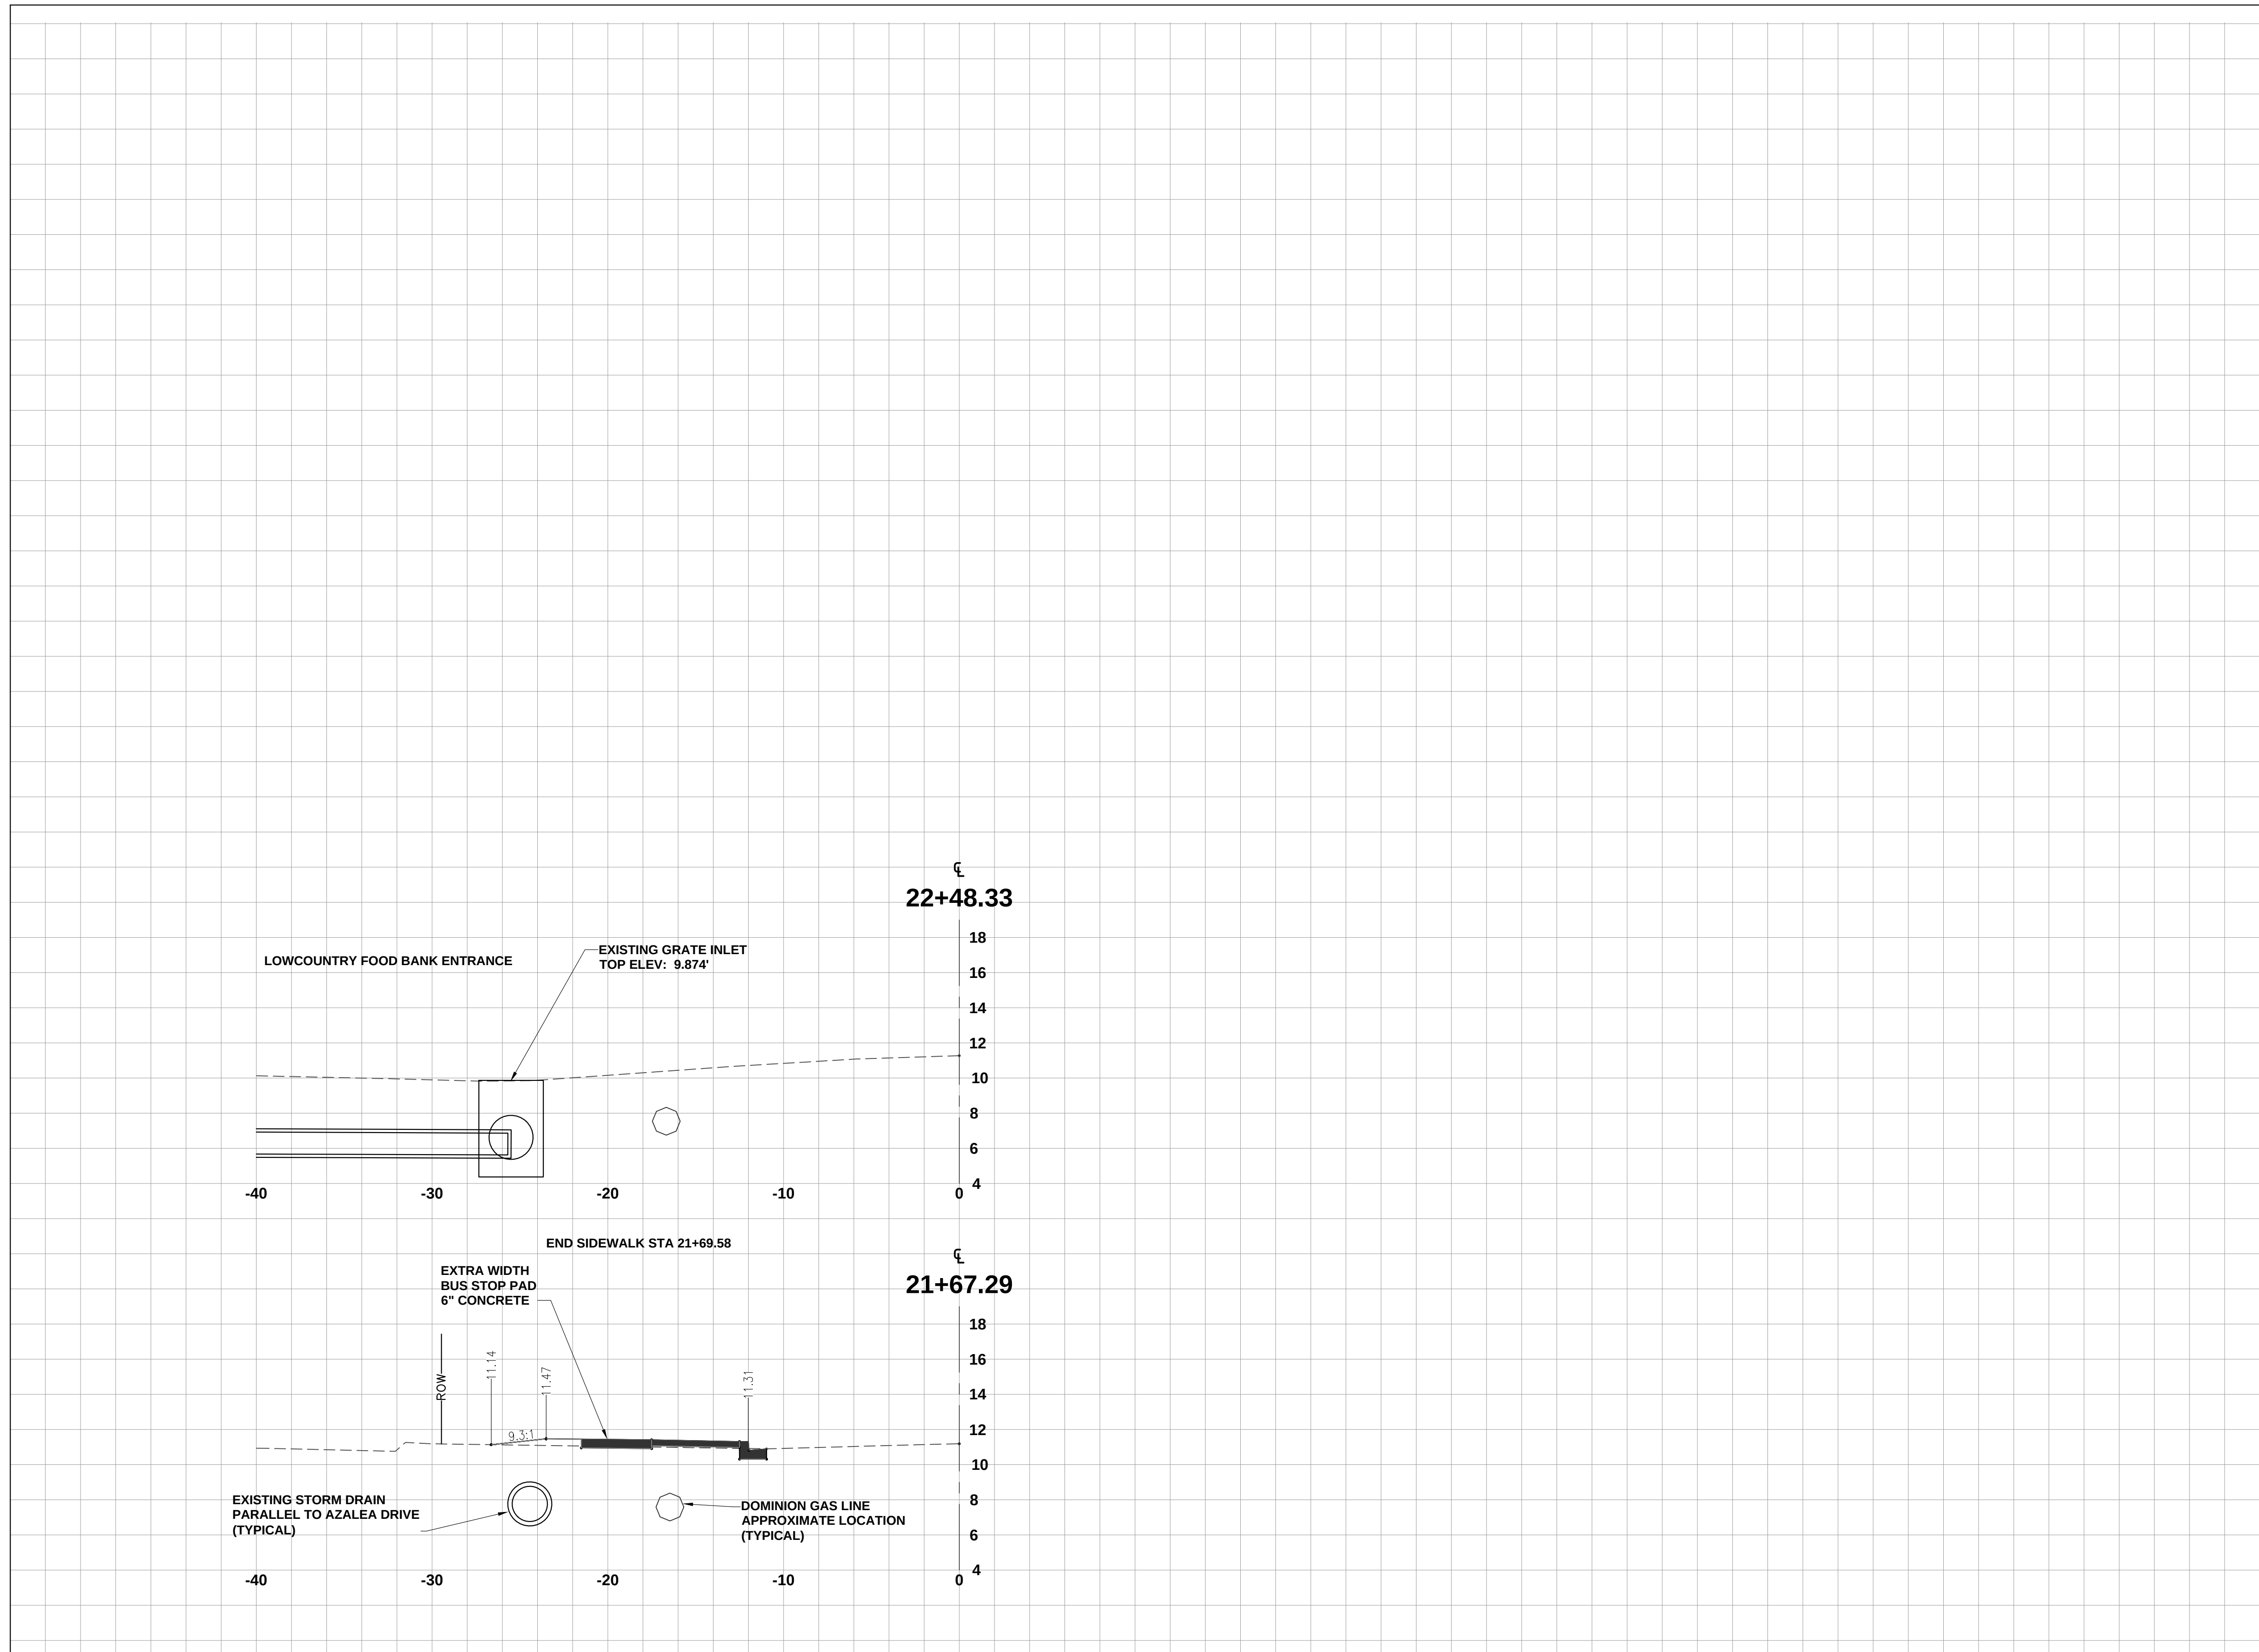 ℄
22+48.33
LOWCOUNTRY FOOD BANK ENTRANCE
EXISTING GRATE INLET
TOP ELEV: 9.874'
18
16
14
12
10
8
6
4
-40 -30 -20 -10 0
END SIDEWALK STA 21+69.58
℄
21+67.29
EXTRA WIDTH
BUS STOP PAD
6" CONCRETE
ROW
11.14
11.47
11.31
9.3:1
18
16
14
12
10
8
6
4
EXISTING STORM DRAIN
PARALLEL TO AZALEA DRIVE
(TYPICAL)
DOMINION GAS LINE
APPROXIMATE LOCATION
(TYPICAL)
-40 -30 -20 -10 0